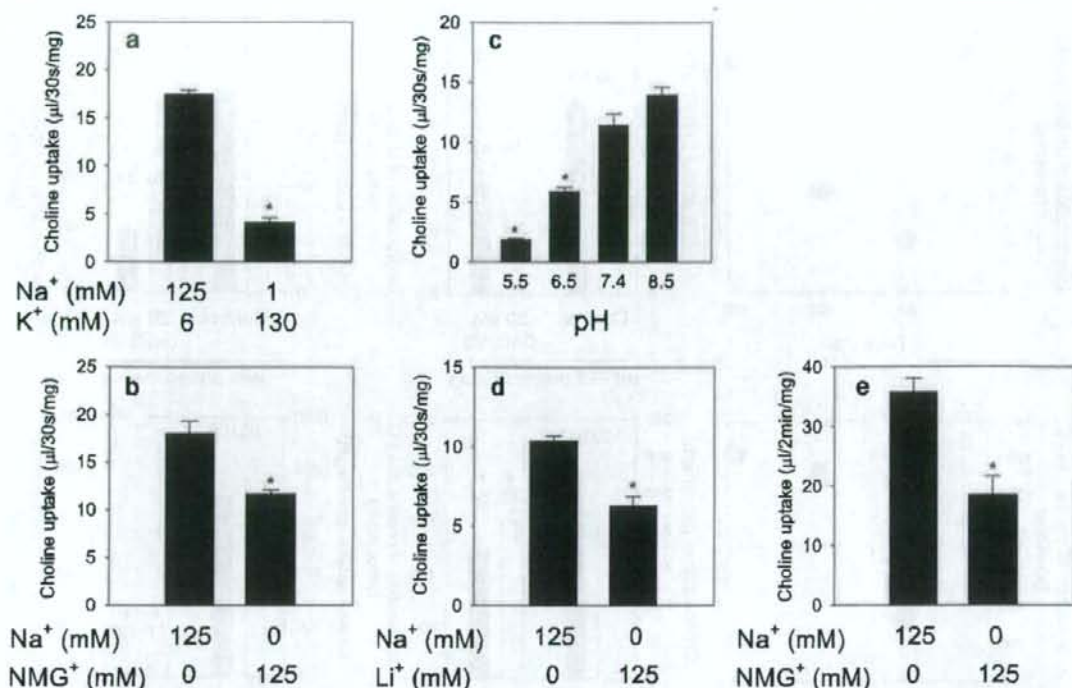 a
Choline uptake (μl/30s/mg)
25
20
15
10
5
0
*
Na⁺ (mM) 125 1
K⁺ (mM) 6 130
c
Choline uptake (μl/30s/mg)
20
15
10
5
0
*
*
5.5 6.5 7.4 8.5
pH
b
Choline uptake (μl/30s/mg)
25
20
15
10
5
0
*
Na⁺ (mM) 125 0
NMG⁺ (mM) 0 125
d
Choline uptake (μl/30s/mg)
15
10
5
0
*
Na⁺ (mM) 125 0
Li⁺ (mM) 0 125
e
Choline uptake (μl/2min/mg)
40
30
20
10
0
*
Na⁺ (mM) 125 0
NMG⁺ (mM) 0 125